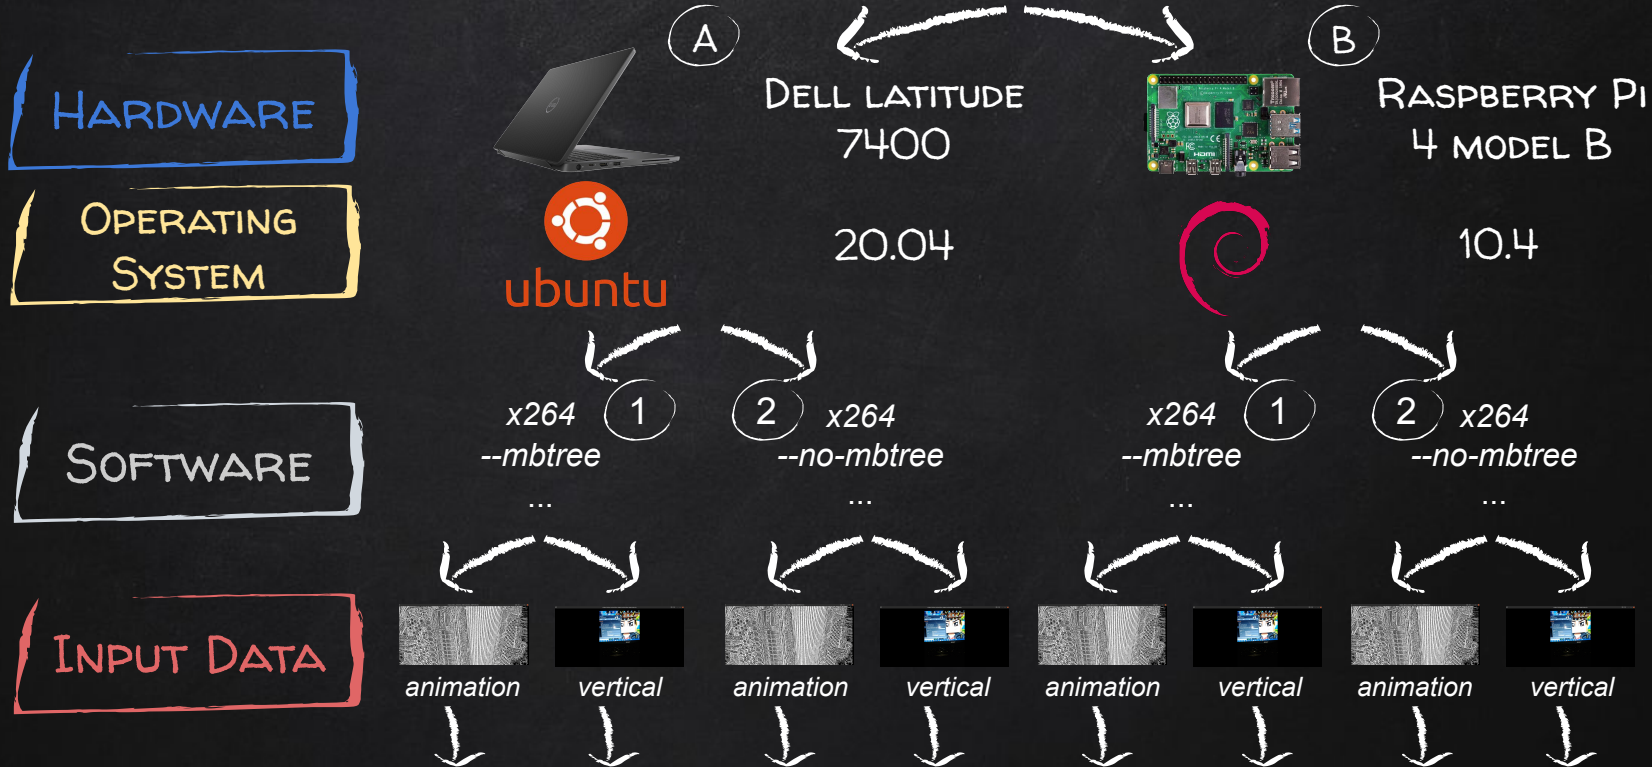 A
B
HARDWARE
DELL LATITUDE
7400
RASPBERRY PI
4 MODEL B
OPERATING
SYSTEM
ubuntu
20.04
10.4
SOFTWARE
x264
--mbtree
...
1
2
x264
--no-mbtree
...
x264
--mbtree
...
1
2
x264
--no-mbtree
...
INPUT DATA
animation
vertical
animation
vertical
animation
vertical
animation
vertical